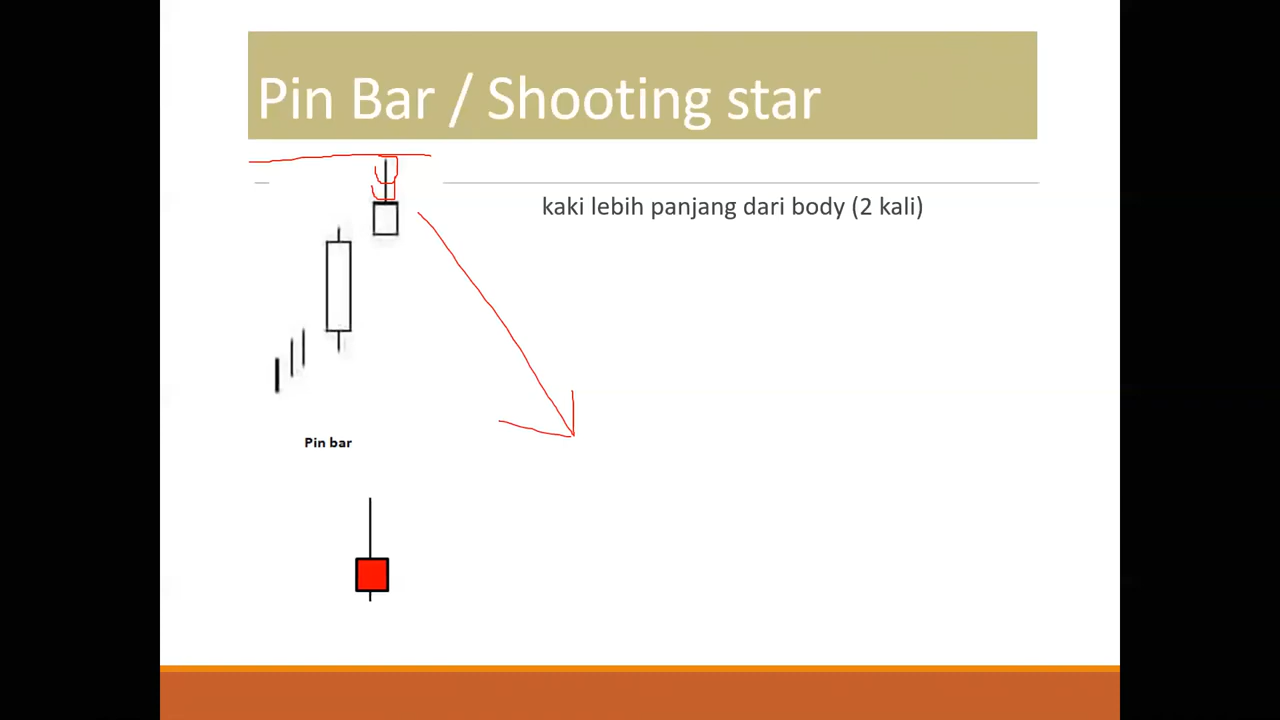 Pin Bar / Shooting star
kaki lebih panjang dari body (2 kali)
Pin bar